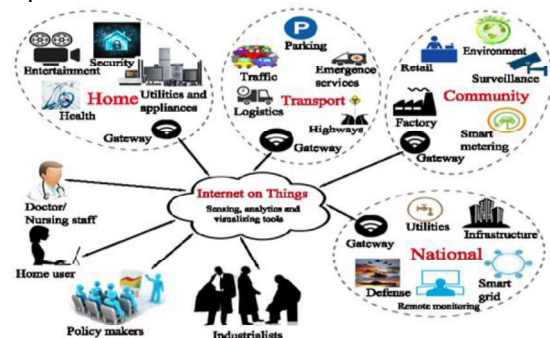 Entertainment
Security
Home
Utilities and
appliances
Health
Gateway
P
Parking
Traffic
Emergence
services
Logistics
Transport
Highways
Gateway
Environment
Retail
Surveillance
Community
Factory
Smart
metering
Gateway
Internet on Things
Sensing, analytics and
visualizing tools
Doctor/
Nursing staff
Home user
Policy makers
Industrialists
Utilities
Infrastructure
Gateway
National
Defense
Smart
grid
Remote monitoring